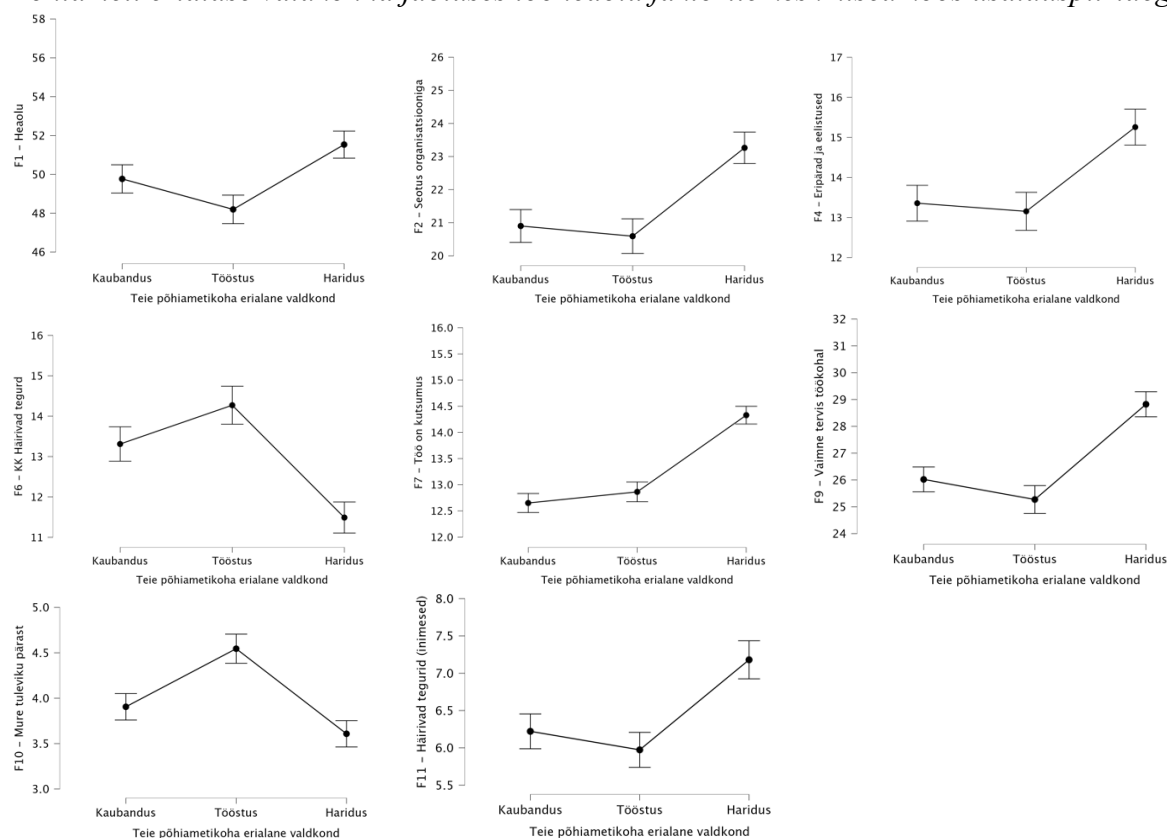 58
56
54
52
50
48
46
F1 – Heaolu
Kaubandus Tööstus Haridus
Teie põhiametikoha erialane valdkond
26
25
24
23
22
21
20
F2 – Seotus organisatsiooniga
Kaubandus Tööstus Haridus
Teie põhiametikoha erialane valdkond
17
16
15
14
13
12
F4 – Eripärad ja eelistused
Kaubandus Tööstus Haridus
Teie põhiametikoha erialane valdkond
16
15
14
13
12
11
F6 – KK Häirivad tegurd
Kaubandus Tööstus Haridus
Teie põhiametikoha erialane valdkond
16.0
15.5
15.0
14.5
14.0
13.5
13.0
12.5
12.0
F7 – Töö on kutsumus
Kaubandus Tööstus Haridus
Teie põhiametikoha erialane valdkond
32
31
30
29
28
27
26
25
24
F9 – Vaimne tervis töökohal
Kaubandus Tööstus Haridus
Teie põhiametikoha erialane valdkond
5.0
4.5
4.0
3.5
3.0
F10 – Mure tuleviku pärast
Kaubandus Tööstus Haridus
Teie põhiametikoha erialane valdkond
8.0
7.5
7.0
6.5
6.0
5.5
F11 – Häirivad tegurid (inimesed)
Kaubandus Tööstus Haridus
Teie põhiametikoha erialane valdkond